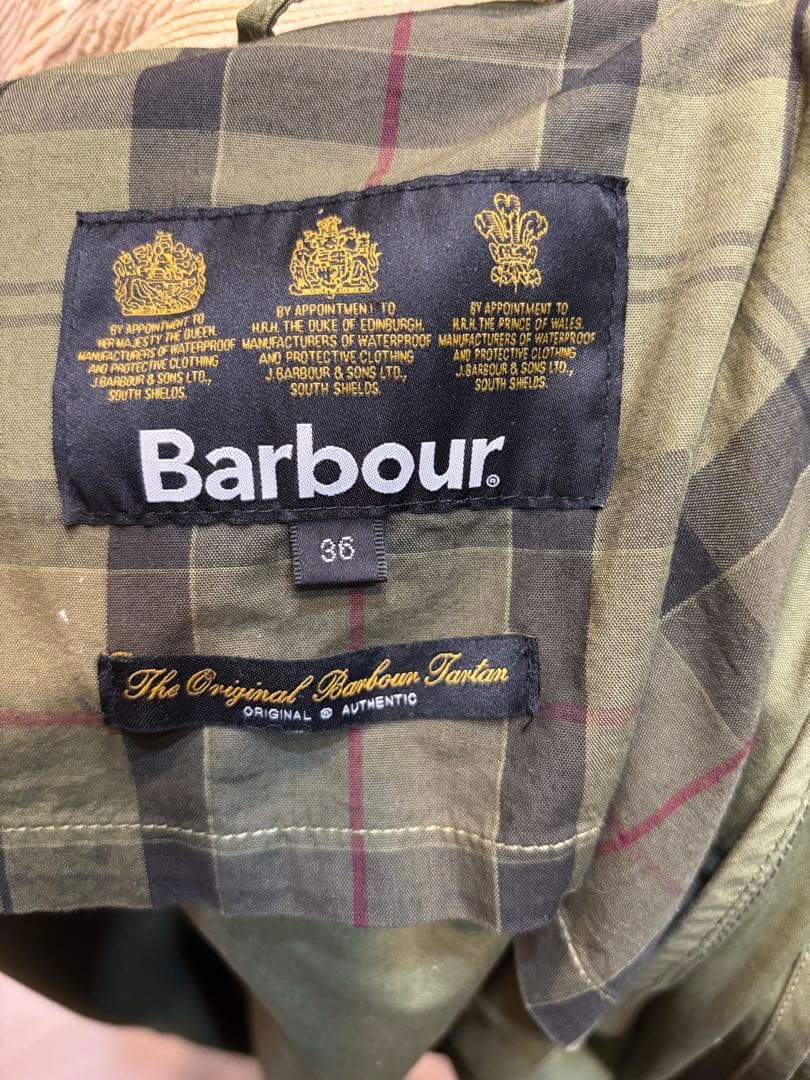 BY APPOINTMENT TO
HER MAJESTY THE QUEEN.
MANUFACTURERS OF WATERPROOF
AND PROTECTIVE CLOTHING
J.BARBOUR & SONS LTD.,
SOUTH SHIELDS.
BY APPOINTMENT TO
H.R.H. THE DUKE OF EDINBURGH.
MANUFACTURERS OF WATERPROOF
AND PROTECTIVE CLOTHING
J.BARBOUR & SONS LTD.,
SOUTH SHIELDS.
BY APPOINTMENT TO
H.R.H. THE PRINCE OF WALES.
MANUFACTURERS OF WATERPROOF
AND PROTECTIVE CLOTHING
J.BARBOUR & SONS LTD.,
SOUTH SHIELDS.
Barbour®
36
The Original Barbour Tartan
ORIGINAL & AUTHENTIC